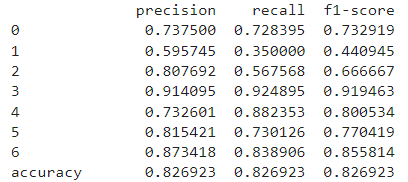 precision recall f1-score
0 0.737500 0.728395 0.732919
1 0.595745 0.350000 0.440945
2 0.807692 0.567568 0.666667
3 0.914095 0.924895 0.919463
4 0.732601 0.882353 0.800534
5 0.815421 0.730126 0.770419
6 0.873418 0.838906 0.855814
accuracy 0.826923 0.826923 0.826923